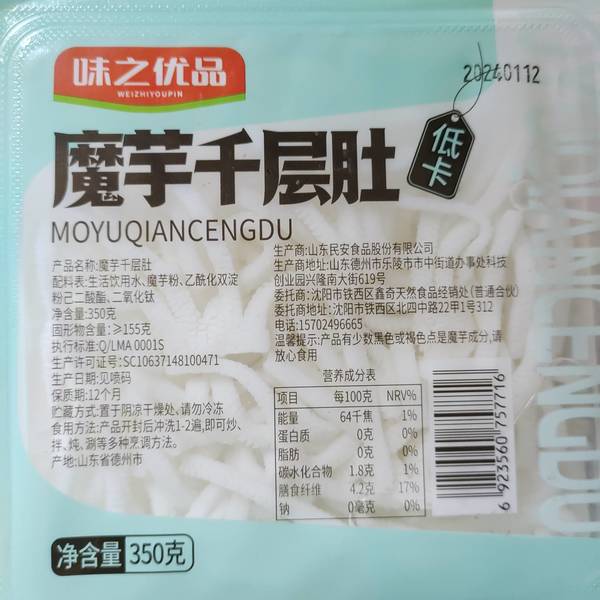 味之优品
WEIZHIYOUPIN
20240112
魔芋千层肚
低卡
MOYUQIANCENGDU
产品名称:魔芋千层肚
配料表:生活饮用水、魔芋粉、乙酰化双淀
粉己二酸酯、二氧化钛
净含量:350克
固形物含量:≥155克
执行标准:Q/LMA 0001S
生产许可证号:SC10637148100471
生产日期:见喷码
保质期:12个月
贮藏方式:置于阴凉干燥处、请勿冷冻
食用方法:产品开封后冲洗1-2遍,即可炒、
拌、炖、涮等多种烹调方法。
产地:山东省德州市
生产商:山东民安食品股份有限公司
生产商地址:山东德州市乐陵市市中街道办事处科技
创业园兴隆南大街619号
委托商:沈阳市铁西区鑫奇天然食品经销处(普通合伙)
委托商地址:沈阳市铁西区北四中路22甲1号312
电话:15702496665
温馨提示:产品有少数黑色或褐色点是魔芋成分,请
放心食用
营养成分表
项目 每100克 NRV%
能量 64千焦 1%
蛋白质 0克 0%
脂肪 0克 0%
碳水化合物 1.8克 1%
膳食纤维 4.2克 17%
钠 0毫克 0%
6 923560 757716
净含量 350克